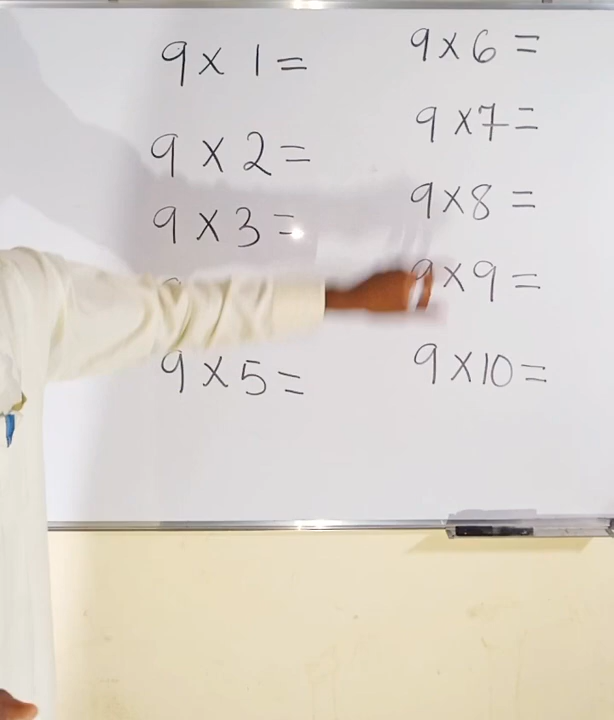 9 × 1 =
9 × 2 =
9 × 3 =
9 × 5 =
9 × 6 =
9 × 7 =
9 × 8 =
9 × 9 =
9 × 10 =